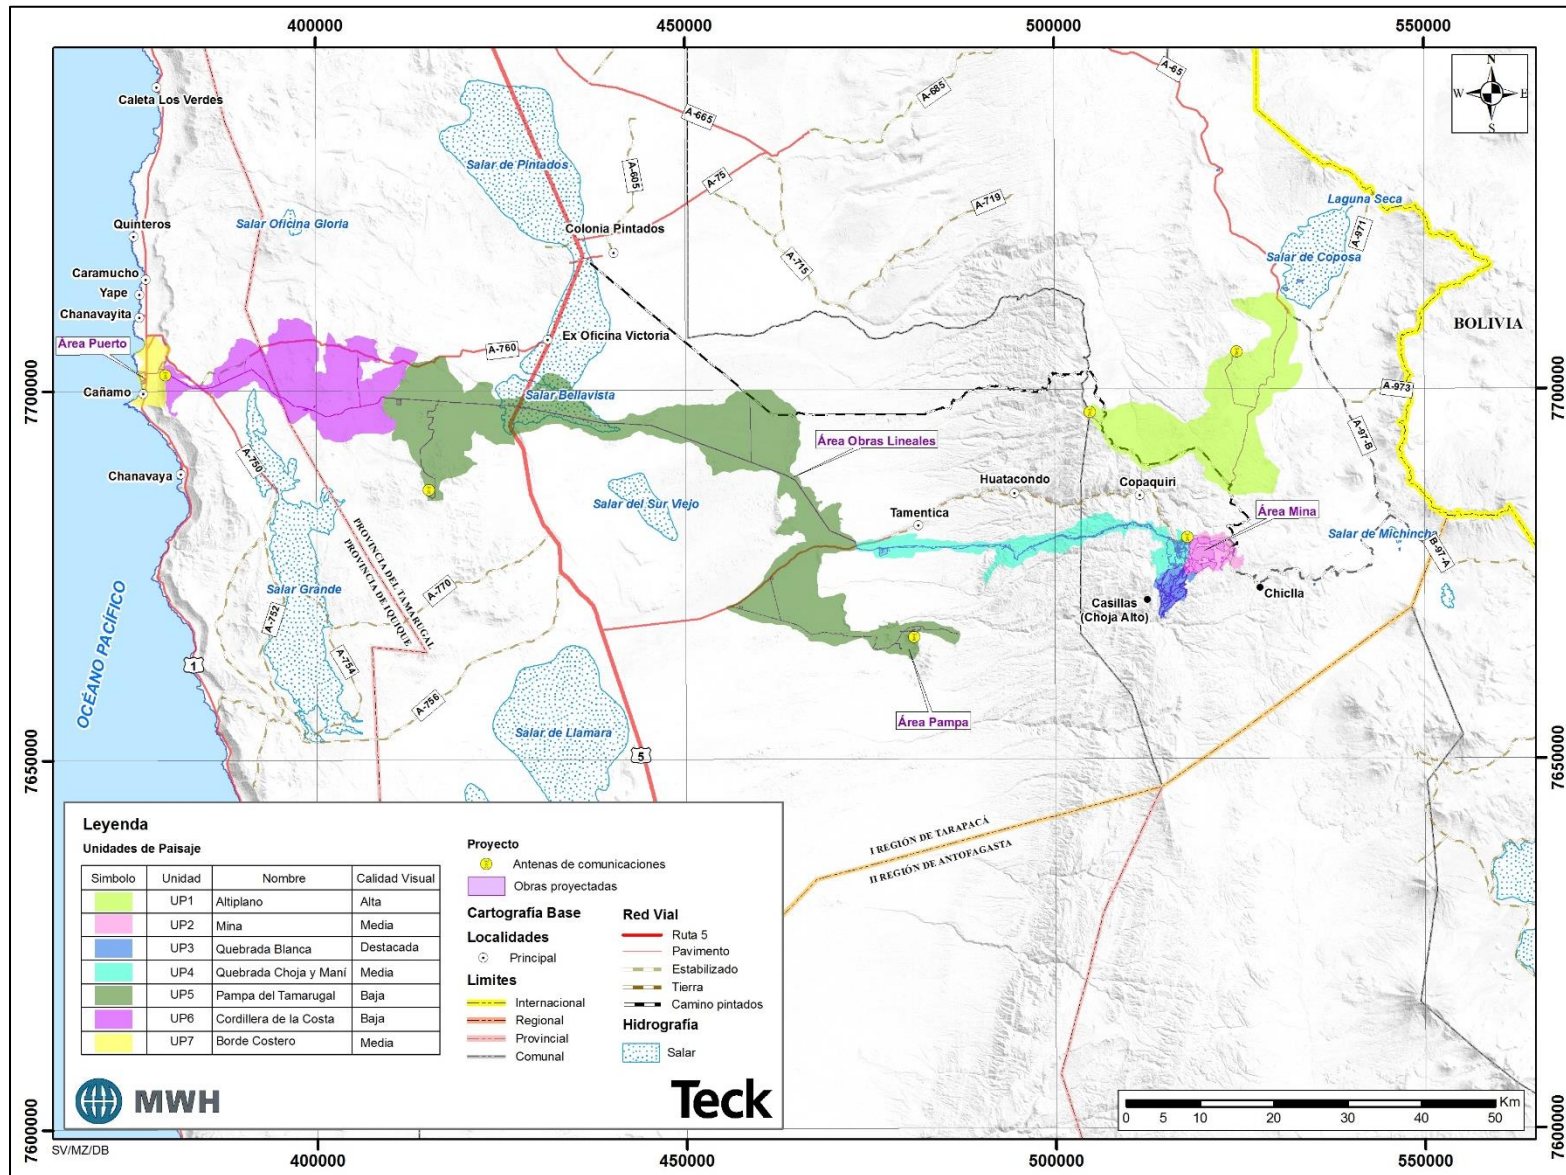 400000
450000
500000
550000
7700000
7650000
7600000
7700000
7650000
7600000
400000
450000
500000
550000
N
W
E
S
Caleta Los Verdes
Quinteros
Caramucho
Yape
Chanavayita
Área Puerto
Cañamo
Chanavaya
OCÉANO PACÍFICO
1
Salar Oficina Gloria
Salar de Pintados
A-665
A-685
A-605
A-75
A-719
A-715
Colonia Pintados
Ex Oficina Victoria
A-760
Salar Bellavista
A-65
Laguna Seca
A-971
Salar de Coposa
BOLIVIA
A-973
A-97-B
Área Obras Lineales
Salar del Sur Viejo
Huatacondo
Copaquiri
Tamentica
Área Mina
Salar de Michincha
B-97-A
Casillas
(Choja Alto)
Chiclla
Área Pampa
A-750
PROVINCIA DEL TAMARUGAL
PROVINCIA DE IQUIQUE
Salar Grande
A-752
A-770
A-754
A-756
Salar de Llamara
5
I REGIÓN DE TARAPACÁ
II REGIÓN DE ANTOFAGASTA
Leyenda
Unidades de Paisaje
Simbolo Unidad Nombre Calidad Visual
UP1 Altiplano Alta
UP2 Mina Media
UP3 Quebrada Blanca Destacada
UP4 Quebrada Choja y Maní Media
UP5 Pampa del Tamarugal Baja
UP6 Cordillera de la Costa Baja
UP7 Borde Costero Media
Proyecto
Antenas de comunicaciones
Obras proyectadas
Cartografía Base
Localidades
Principal
Limites
Internacional
Regional
Provincial
Comunal
Red Vial
Ruta 5
Pavimento
Estabilizado
Tierra
Camino pintados
Hidrografía
Salar
MWH
Teck
Km
0 5 10 20 30 40 50
SV/MZ/DB